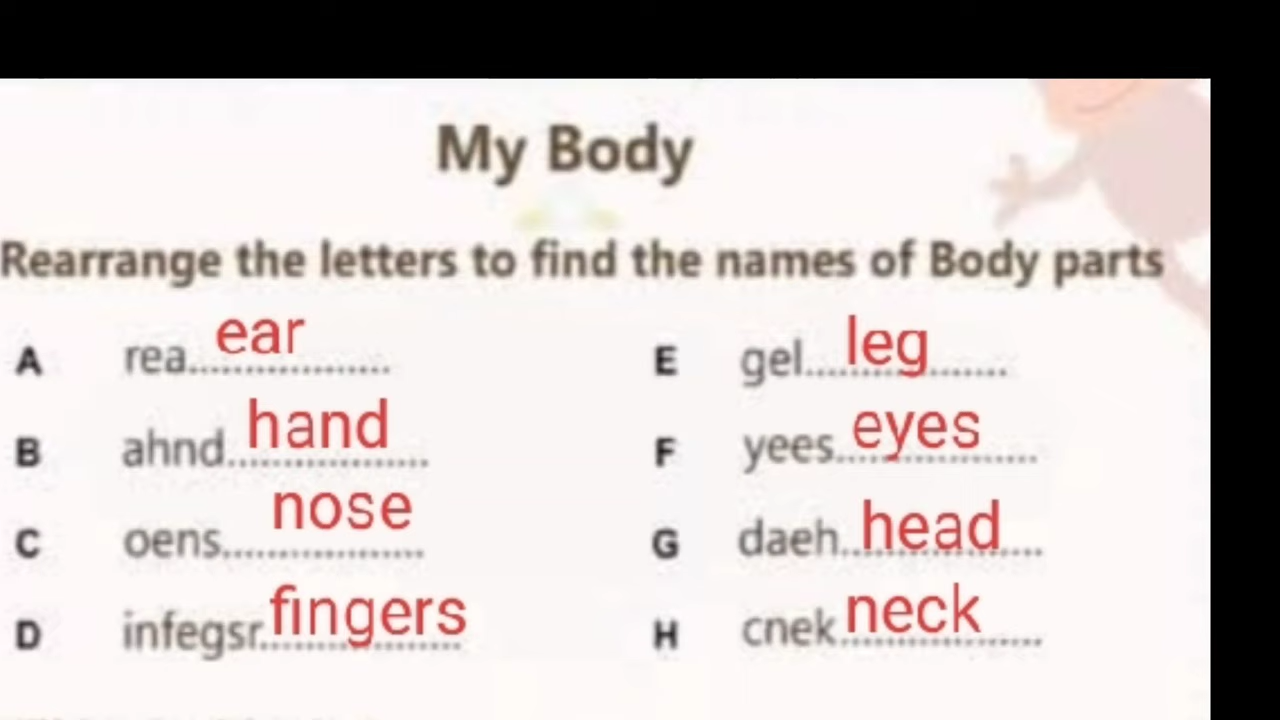 My Body
Rearrange the letters to find the names of Body parts
A rea.................. ear
E gel.................. leg
B ahnd.................. hand
F yees.................. eyes
C oens.................. nose
G daeh.................. head
D infegsr.................. fingers
H cnek.................. neck